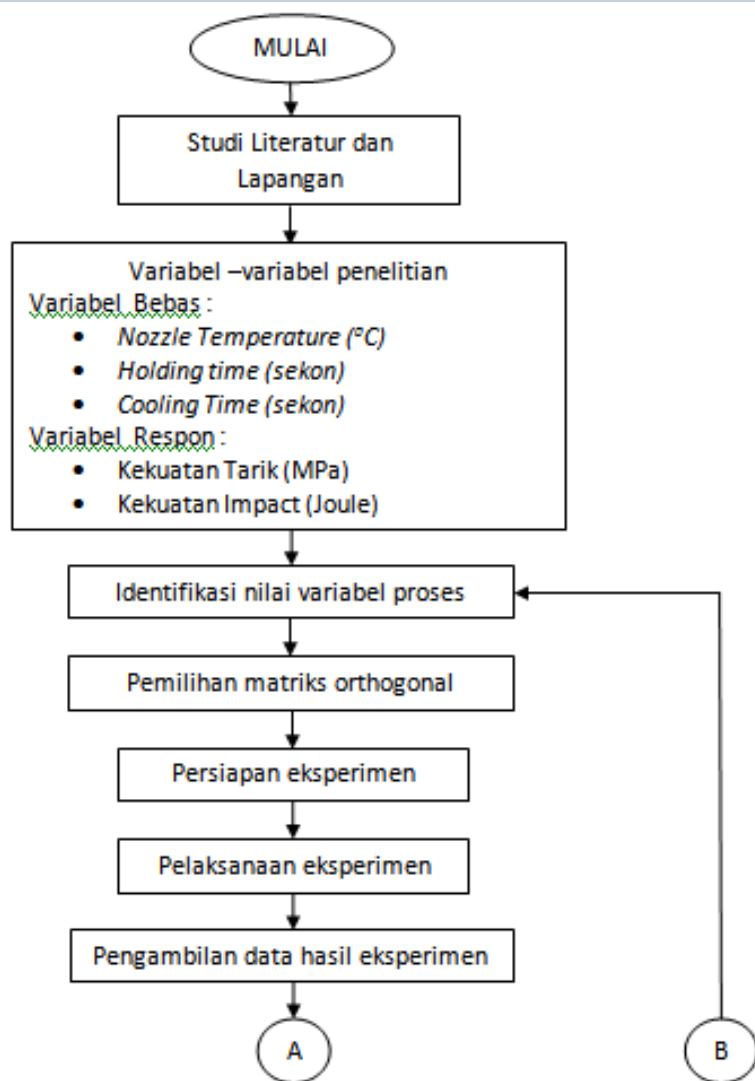 MULAI
Studi Literatur dan
Lapangan
Variabel –variabel penelitian
Variabel Bebas :
• Nozzle Temperature (°C)
• Holding time (sekon)
• Cooling Time (sekon)
Variabel Respon :
• Kekuatan Tarik (MPa)
• Kekuatan Impact (Joule)
Identifikasi nilai variabel proses
Pemilihan matriks orthogonal
Persiapan eksperimen
Pelaksanaan eksperimen
Pengambilan data hasil eksperimen
A
B